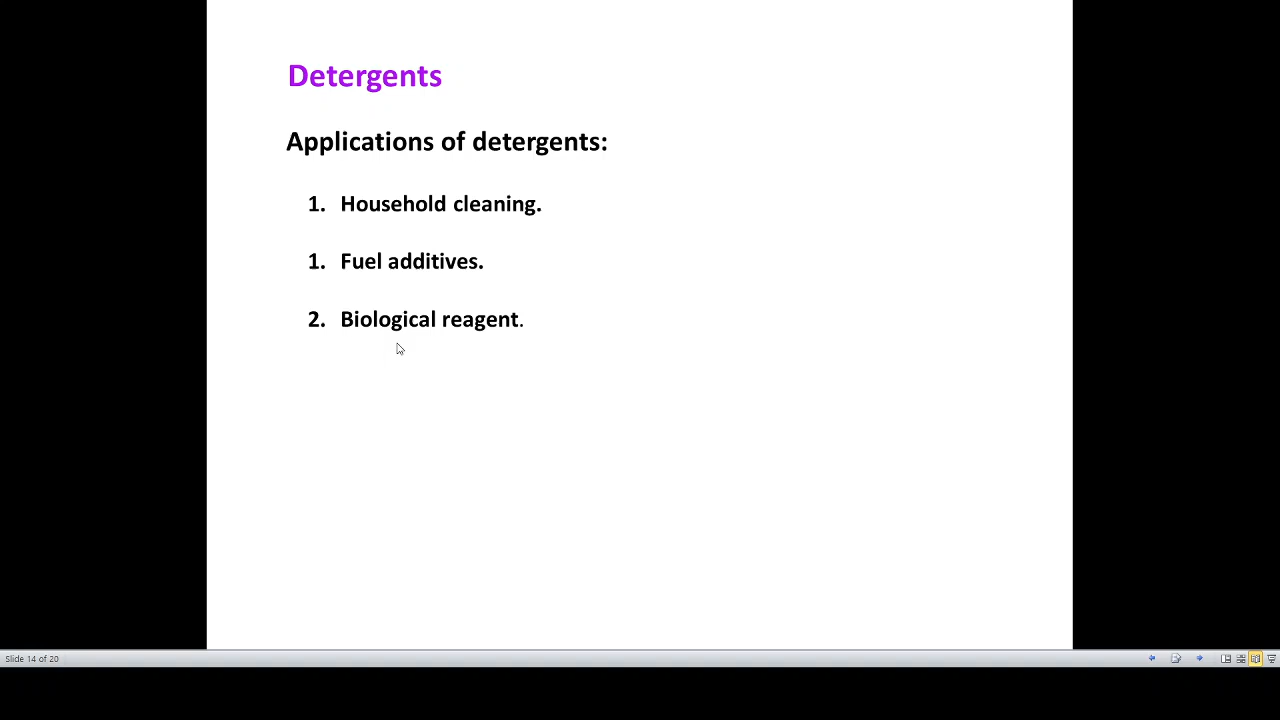 Detergents
Applications of detergents:
1. Household cleaning.
1. Fuel additives.
2. Biological reagent.
Slide 14 of 20